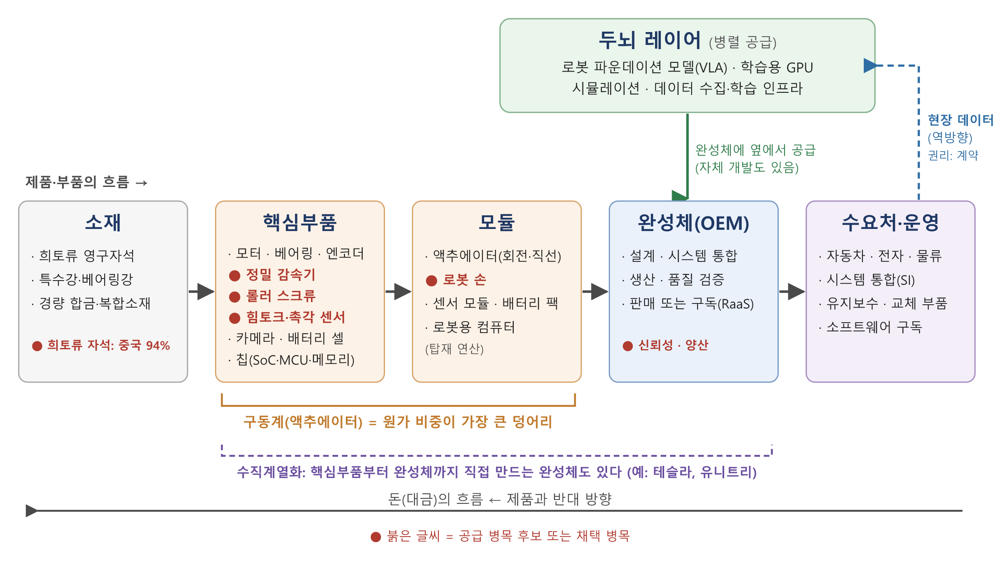 두뇌 레이어 (병렬 공급)
로봇 파운데이션 모델(VLA) · 학습용 GPU
시뮬레이션 · 데이터 수집·학습 인프라
현장 데이터
(역방향)
권리: 계약
완성체에 옆에서 공급
(자체 개발도 있음)
제품·부품의 흐름 →
소재
· 희토류 영구자석
· 특수강·베어링강
· 경량 합금·복합소재
● 희토류 자석: 중국 94%
핵심부품
· 모터 · 베어링 · 엔코더
● 정밀 감속기
● 롤러 스크류
● 힘토크·촉각 센서
· 카메라 · 배터리 셀
· 칩(SoC·MCU·메모리)
모듈
· 액추에이터(회전·직선)
● 로봇 손
· 센서 모듈 · 배터리 팩
· 로봇용 컴퓨터
(탑재 연산)
완성체(OEM)
· 설계 · 시스템 통합
· 생산 · 품질 검증
· 판매 또는 구독(RaaS)
● 신뢰성 · 양산
수요처·운영
· 자동차 · 전자 · 물류
· 시스템 통합(SI)
· 유지보수 · 교체 부품
· 소프트웨어 구독
구동계(액추에이터) = 원가 비중이 가장 큰 덩어리
수직계열화: 핵심부품부터 완성체까지 직접 만드는 완성체도 있다 (예: 테슬라, 유니트리)
돈(대금)의 흐름 ← 제품과 반대 방향
● 붉은 글씨 = 공급 병목 후보 또는 채택 병목